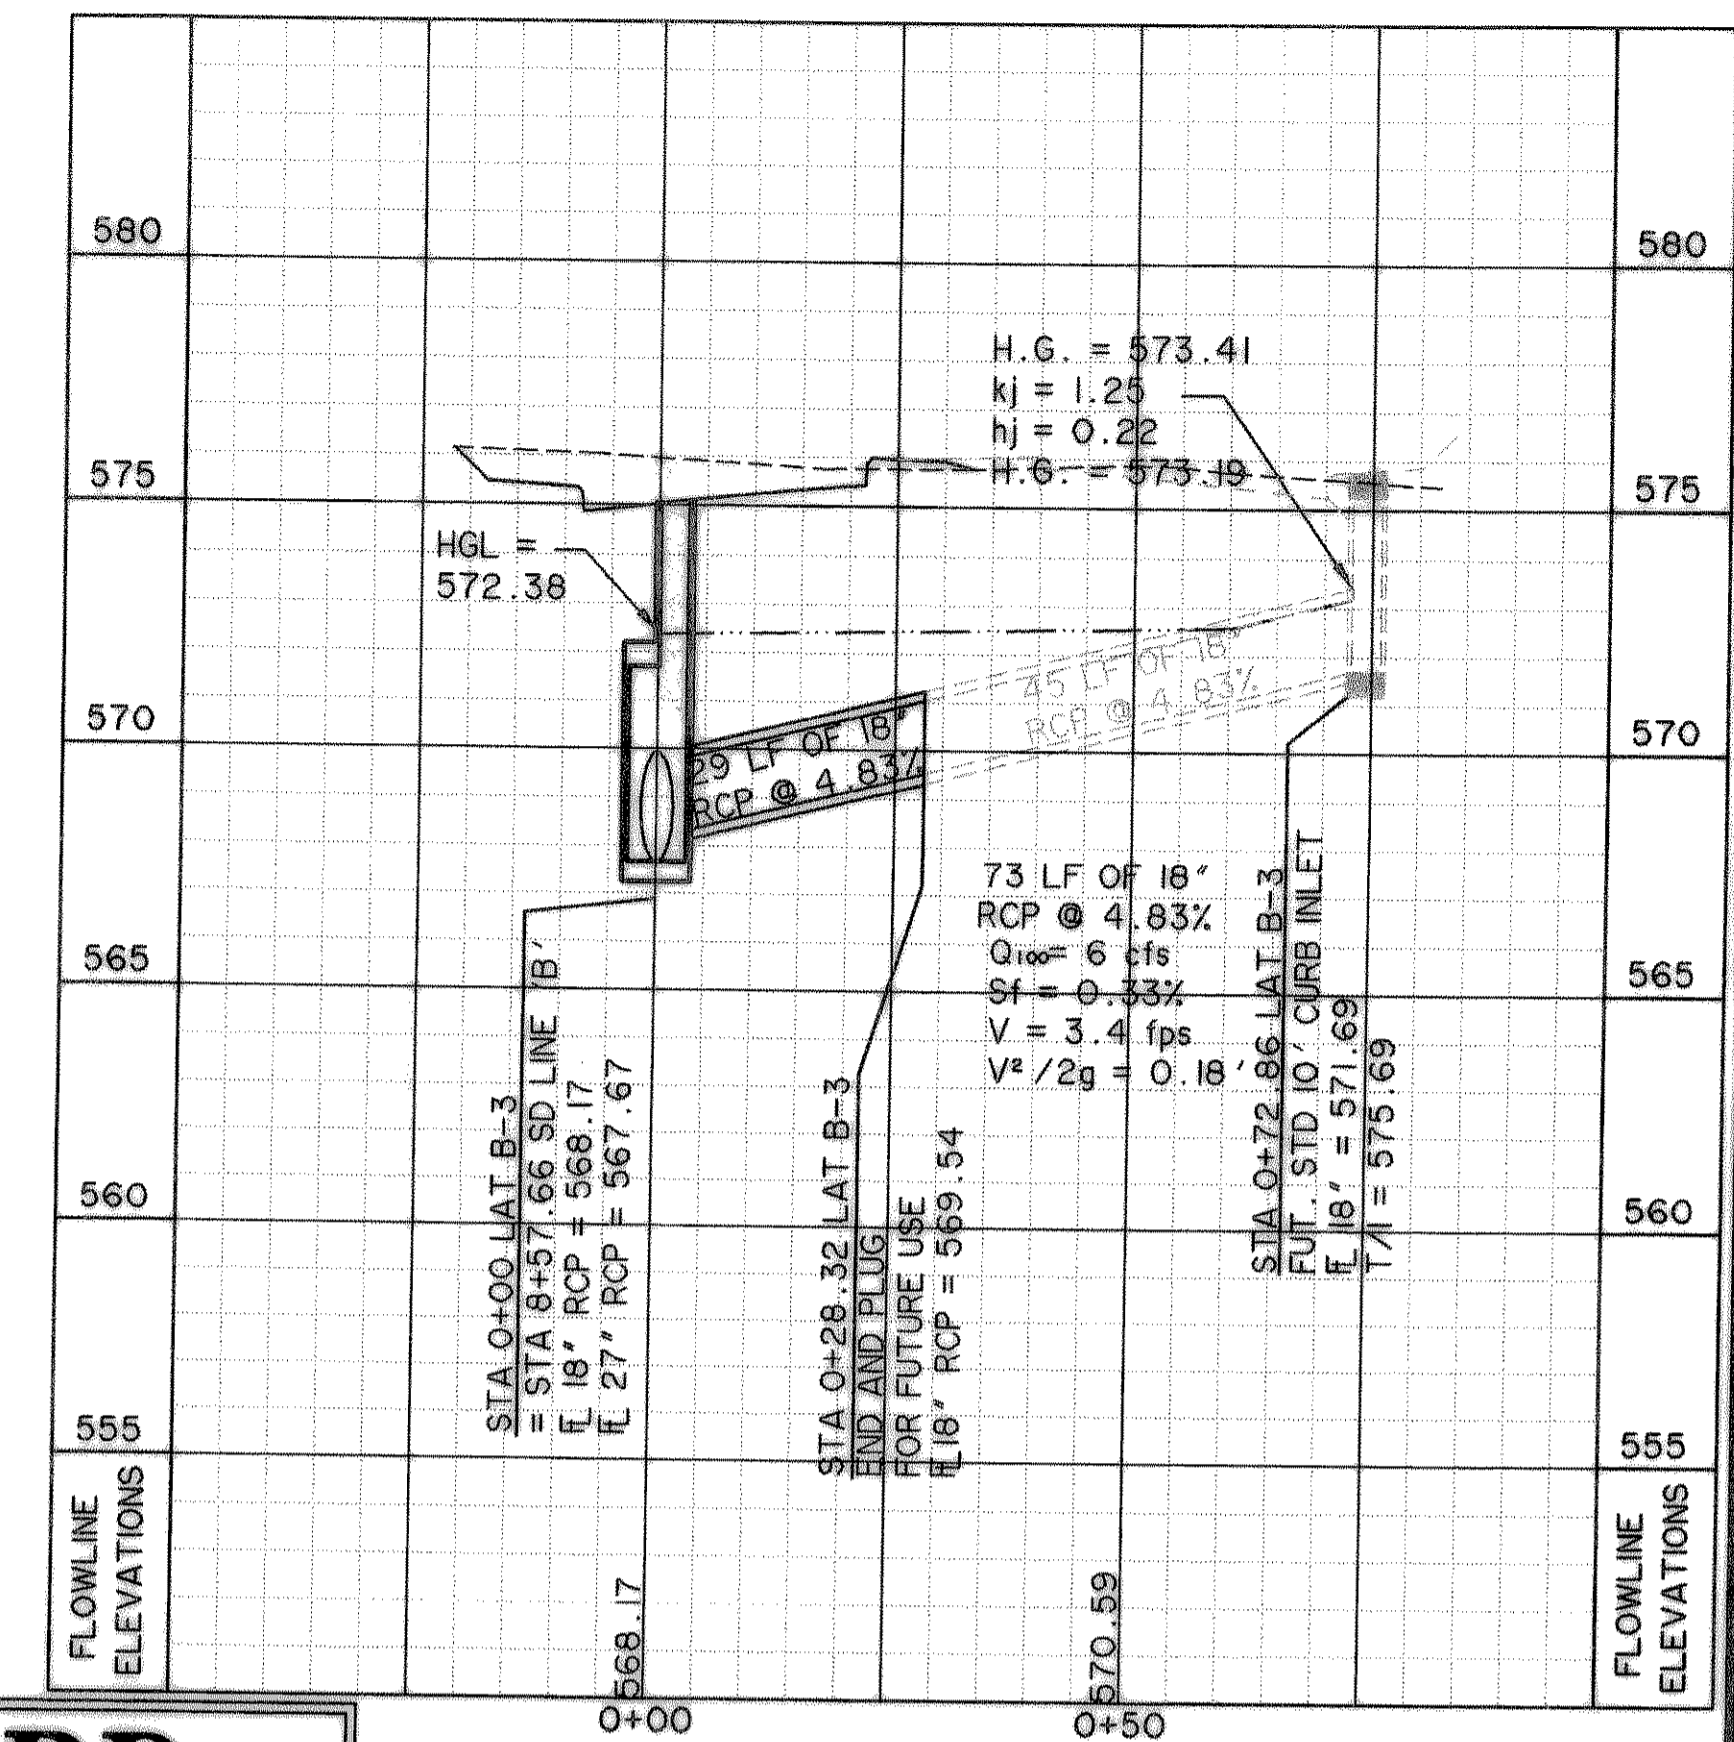 580
580
H.G. = 573.41
kj = 1.25
hj = 0.22
H.G. = 573.19
575
575
HGL =
572.38
570
570
29 LF OF 18"
RCP @ 4.83%
45 LF OF 18"
RCP @ 4.83%
73 LF OF 18"
RCP @ 4.83%
Q100= 6 cfs
Sf = 0.33%
V = 3.4 fps
V² /2g = 0.18'
565
565
STA 0+00 LAT B-3
= STA 8+57.66 SD LINE 'B'
FL 18" RCP = 568.17
FL 27" RCP = 567.67
STA 0+28.32 LAT B-3
END AND PLUG
FOR FUTURE USE
FL 18" RCP = 569.54
STA 0+72.86 LAT B-3
FUT. STD 10' CURB INLET
FL 18" = 571.69
T/I = 575.69
560
560
555
555
FLOWLINE
ELEVATIONS
568.17
570.59
FLOWLINE
ELEVATIONS
0+00
0+50